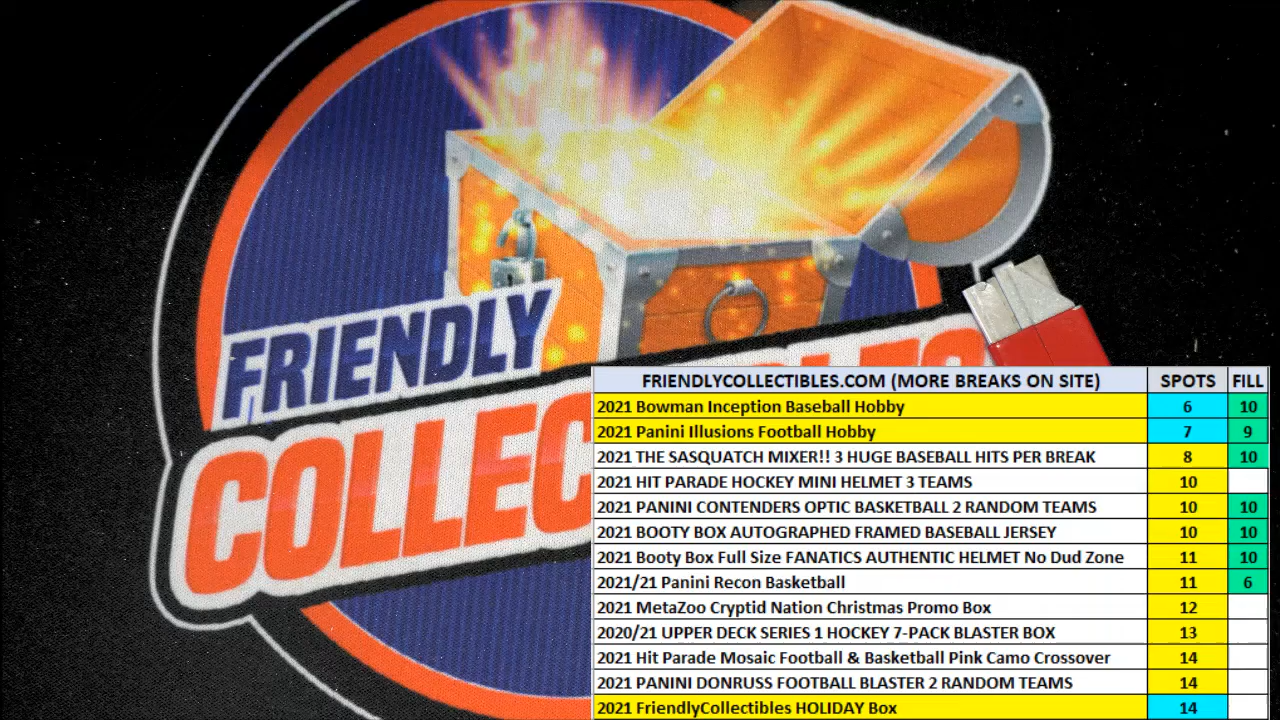 FRIENDLY
COLLEC
FRIENDLYCOLLECTIBLES.COM (MORE BREAKS ON SITE) SPOTS FILL
2021 Bowman Inception Baseball Hobby 6 10
2021 Panini Illusions Football Hobby 7 9
2021 THE SASQUATCH MIXER!! 3 HUGE BASEBALL HITS PER BREAK 8 10
2021 HIT PARADE HOCKEY MINI HELMET 3 TEAMS 10
2021 PANINI CONTENDERS OPTIC BASKETBALL 2 RANDOM TEAMS 10 10
2021 BOOTY BOX AUTOGRAPHED FRAMED BASEBALL JERSEY 10 10
2021 Booty Box Full Size FANATICS AUTHENTIC HELMET No Dud Zone 11 10
2021/21 Panini Recon Basketball 11 6
2021 MetaZoo Cryptid Nation Christmas Promo Box 12
2020/21 UPPER DECK SERIES 1 HOCKEY 7-PACK BLASTER BOX 13
2021 Hit Parade Mosaic Football & Basketball Pink Camo Crossover 14
2021 PANINI DONRUSS FOOTBALL BLASTER 2 RANDOM TEAMS 14
2021 FriendlyCollectibles HOLIDAY Box 14